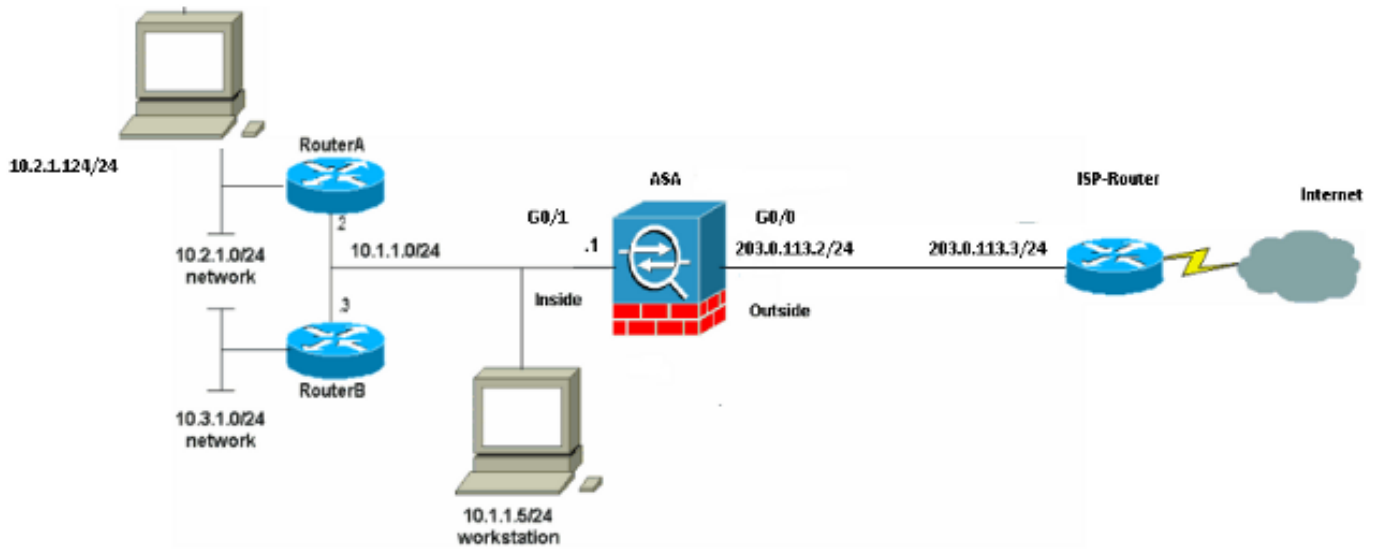 10.2.1.124/24
RouterA
2
10.2.1.0/24
network
10.1.1.0/24
3
RouterB
10.3.1.0/24
network
G0/1
.1
Inside
10.1.1.5/24
workstation
ASA
G0/0
203.0.113.2/24
Outside
203.0.113.3/24
ISP-Router
Internet